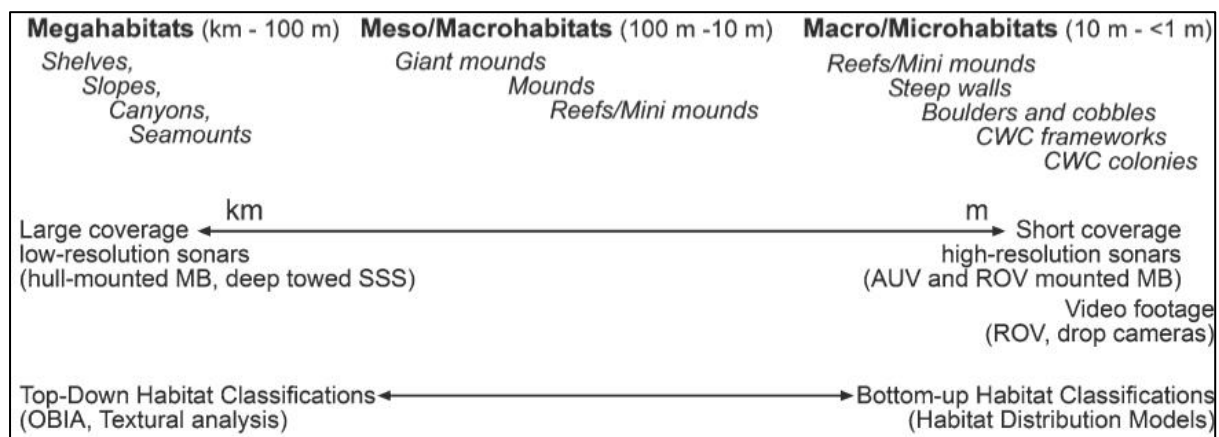 Megahabitats (km - 100 m) Meso/Macrohabitats (100 m -10 m) Macro/Microhabitats (10 m - <1 m)
Shelves,
Slopes,
Canyons,
Seamounts
Giant mounds
Mounds
Reefs/Mini mounds
Reefs/Mini mounds
Steep walls
Boulders and cobbles
CWC frameworks
CWC colonies
km m
Large coverage
low-resolution sonars
(hull-mounted MB, deep towed SSS)
Short coverage
high-resolution sonars
(AUV and ROV mounted MB)
Video footage
(ROV, drop cameras)
Top-Down Habitat Classifications
(OBIA, Textural analysis)
Bottom-up Habitat Classifications
(Habitat Distribution Models)